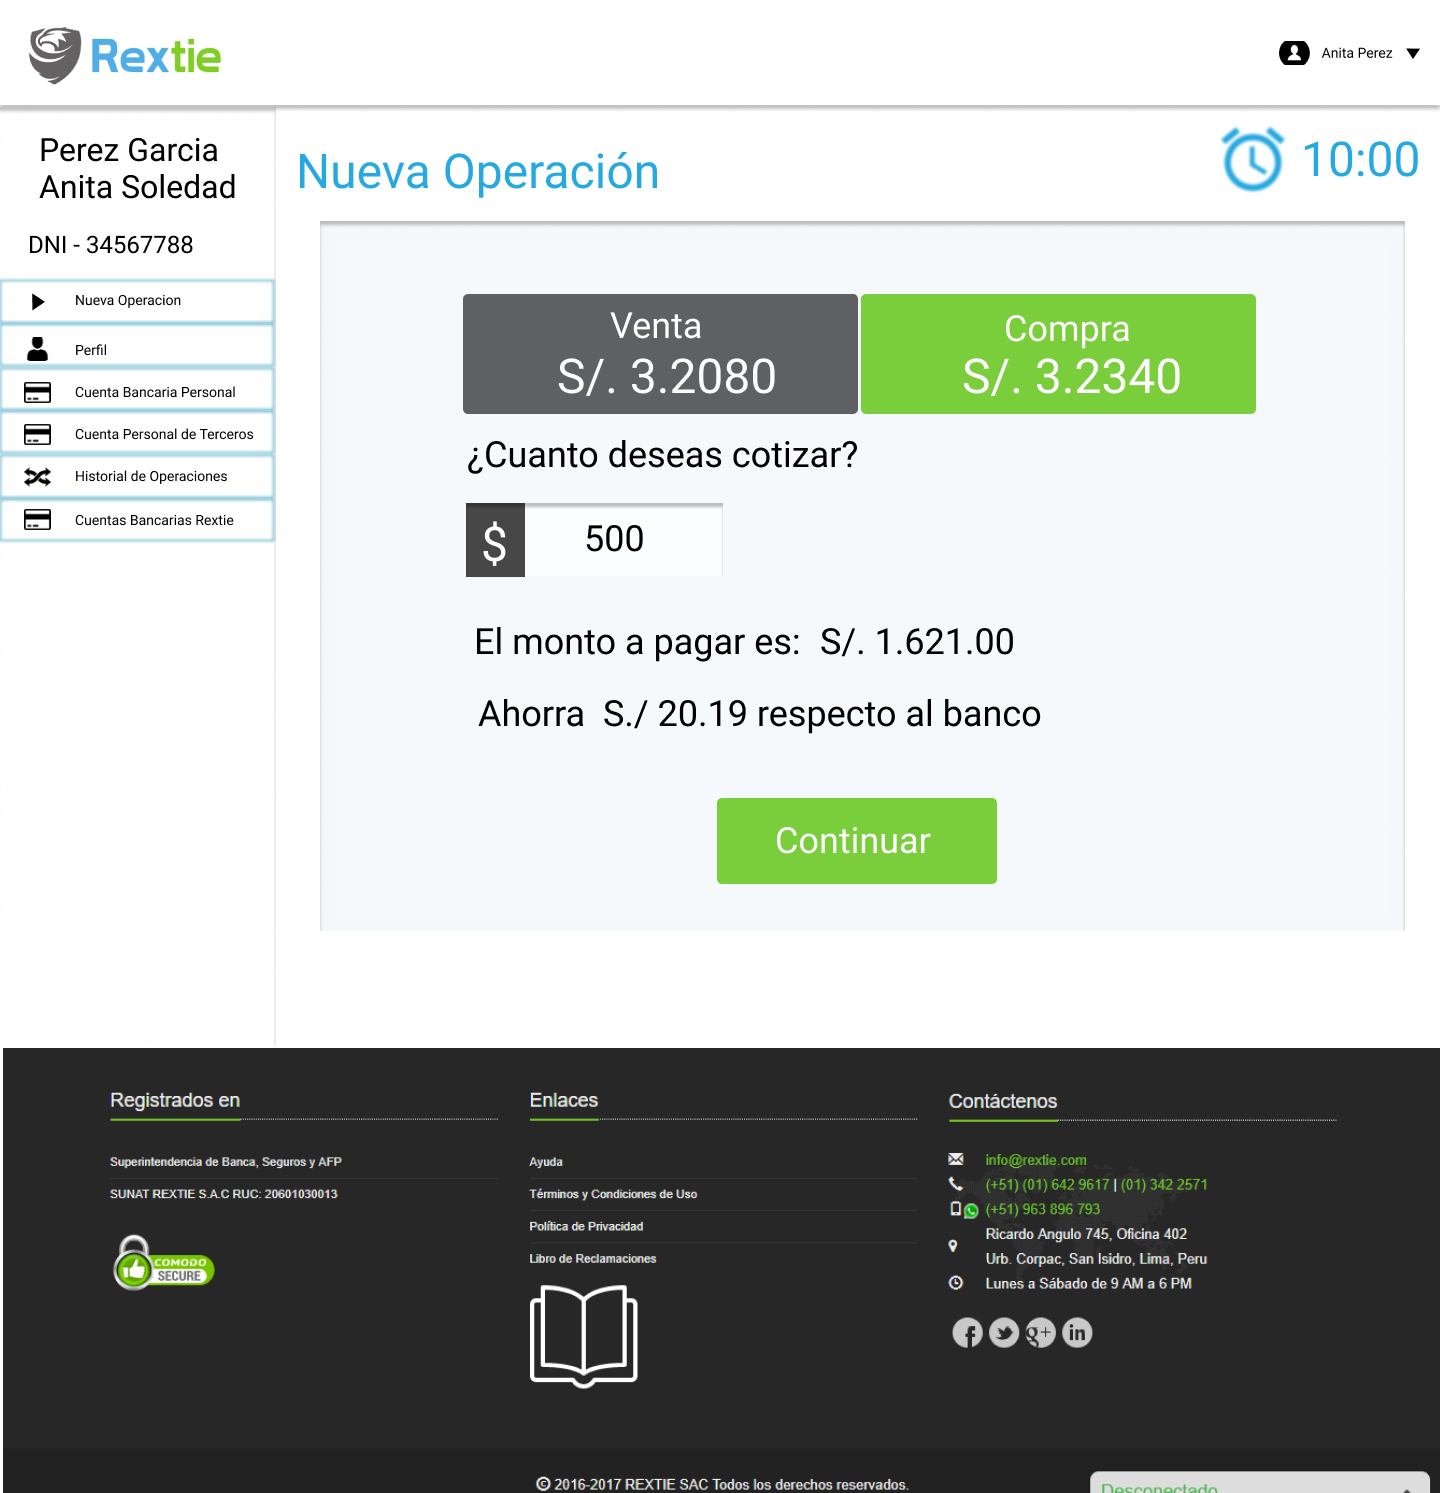 Rextie
Anita Perez
Perez Garcia
Anita Soledad
DNI - 34567788
Nueva Operacion
Perfil
Cuenta Bancaria Personal
Cuenta Personal de Terceros
Historial de Operaciones
Cuentas Bancarias Rextie
Nueva Operación
10:00
Venta
S/. 3.2080
Compra
S/. 3.2340
¿Cuanto deseas cotizar?
$ 500
El monto a pagar es: S/. 1.621.00
Ahorra S./ 20.19 respecto al banco
Continuar
Registrados en
Superintendencia de Banca, Seguros y AFP
SUNAT REXTIE S.A.C RUC: 20601030013
COMODO
SECURE
Enlaces
Ayuda
Términos y Condiciones de Uso
Política de Privacidad
Libro de Reclamaciones
Contáctenos
info@rextie.com
(+51) (01) 642 9617 | (01) 342 2571
(+51) 963 896 793
Ricardo Angulo 745, Oficina 402
Urb. Corpac, San Isidro, Lima, Peru
Lunes a Sábado de 9 AM a 6 PM
f g+ in
© 2016-2017 REXTIE SAC Todos los derechos reservados.
Desconectado